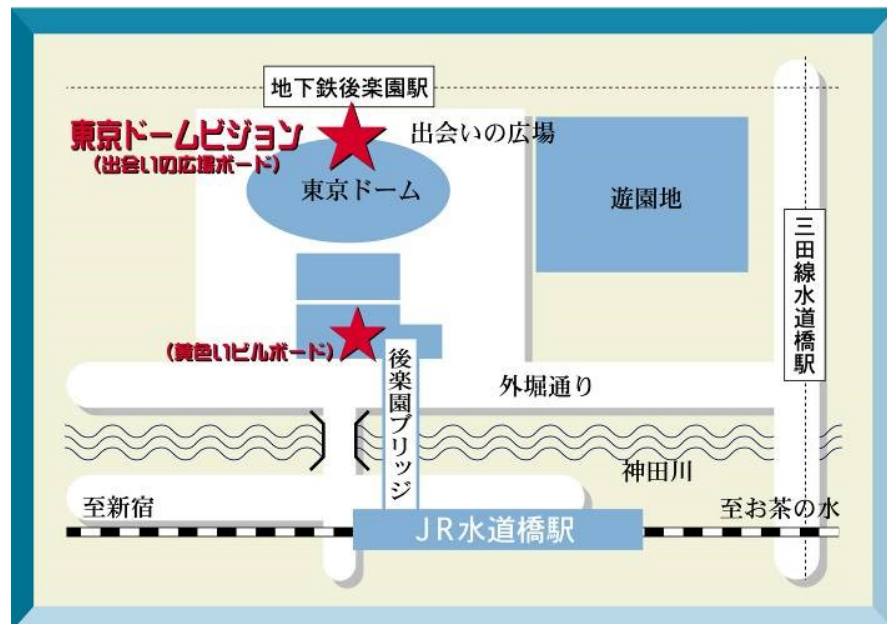 地下鉄後楽園駅
東京ドームビジョン
(出会いの広場ボード)
出会いの広場
東京ドーム
遊園地
三田線水道橋駅
(黄色いビルボード)
後楽園ブリッジ
外堀通り
神田川
至新宿
至お茶の水
JR水道橋駅